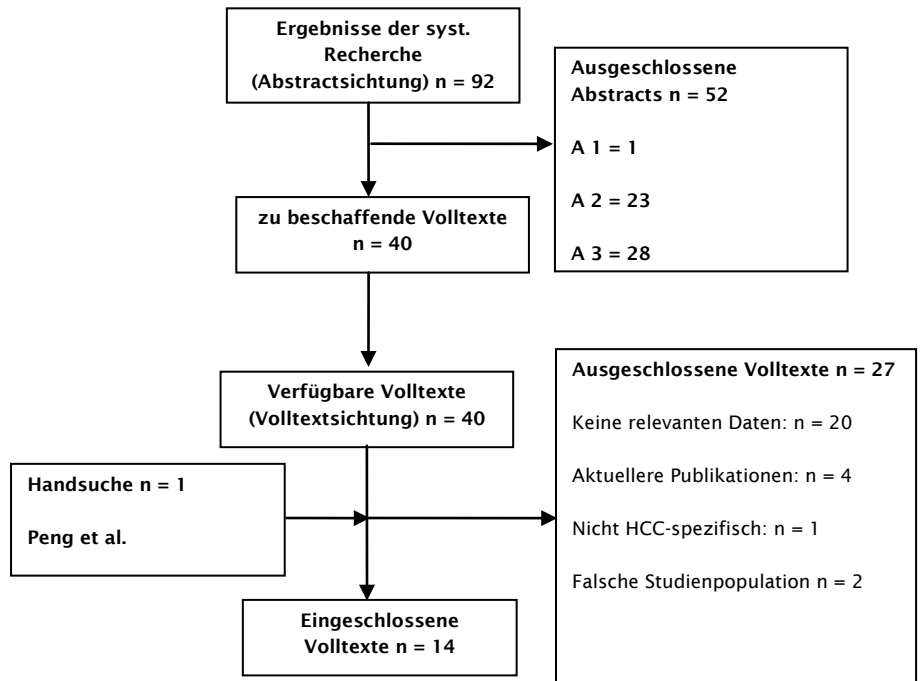 Ergebnisse der syst.
Recherche
(Abstractsichtung) n = 92
Ausgeschlossene
Abstracts n = 52
A 1 = 1
A 2 = 23
A 3 = 28
zu beschaffende Volltexte
n = 40
Verfügbare Volltexte
(Volltextsichtung) n = 40
Ausgeschlossene Volltexte n = 27
Keine relevanten Daten: n = 20
Aktuellere Publikationen: n = 4
Nicht HCC-spezifisch: n = 1
Falsche Studienpopulation n = 2
Handsuche n = 1
Peng et al.
Eingeschlossene
Volltexte n = 14